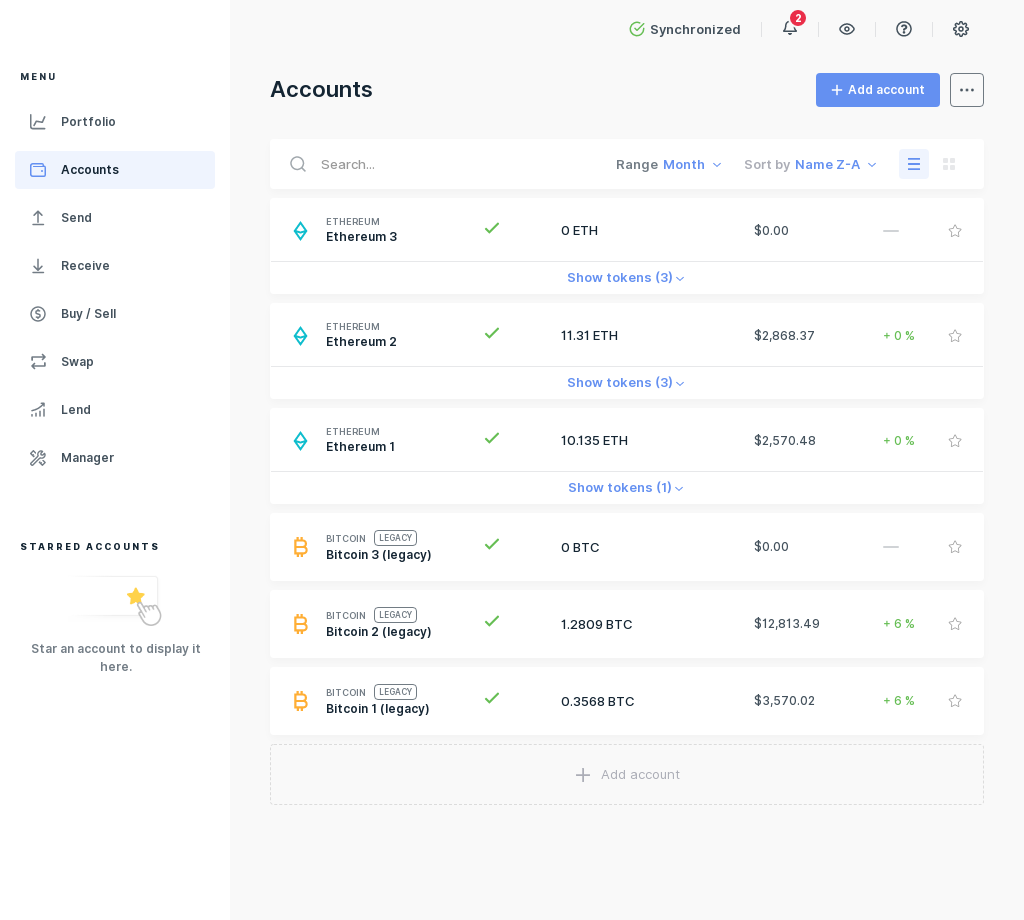 Synchronized
2
MENU
Portfolio
Accounts
Send
Receive
Buy / Sell
Swap
Lend
Manager
STARRED ACCOUNTS
Star an account to display it
here.
Accounts
Add account
Search...
Range Month
Sort by Name Z-A
ETHEREUM
Ethereum 3
0 ETH
$0.00
—
Show tokens (3)
ETHEREUM
Ethereum 2
11.31 ETH
$2,868.37
+ 0 %
Show tokens (3)
ETHEREUM
Ethereum 1
10.135 ETH
$2,570.48
+ 0 %
Show tokens (1)
BITCOIN LEGACY
Bitcoin 3 (legacy)
0 BTC
$0.00
—
BITCOIN LEGACY
Bitcoin 2 (legacy)
1.2809 BTC
$12,813.49
+ 6 %
BITCOIN LEGACY
Bitcoin 1 (legacy)
0.3568 BTC
$3,570.02
+ 6 %
Add account